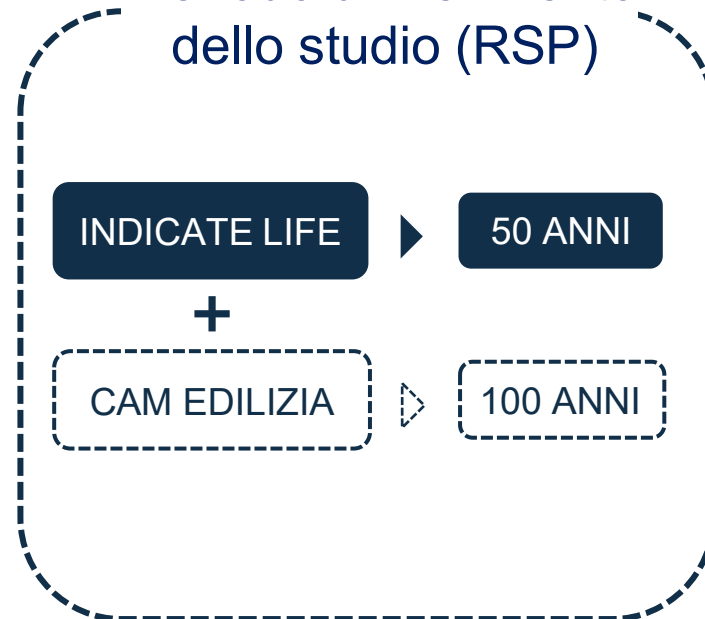 dello studio (RSP)
INDICATE LIFE
50 ANNI
+
CAM EDILIZIA
100 ANNI